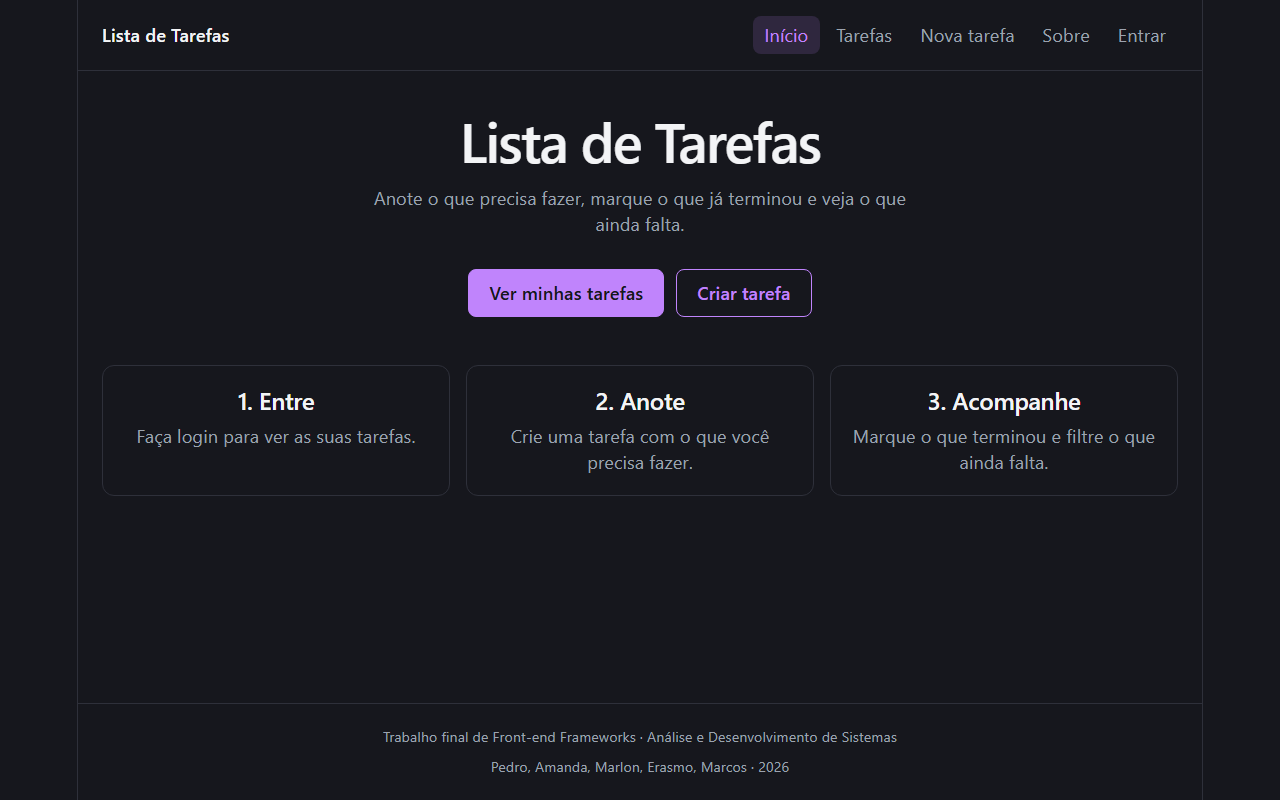 Lista de Tarefas
Início
Tarefas
Nova tarefa
Sobre
Entrar
Lista de Tarefas
Anote o que precisa fazer, marque o que já terminou e veja o que
ainda falta.
Ver minhas tarefas
Criar tarefa
1. Entre
Faça login para ver as suas tarefas.
2. Anote
Crie uma tarefa com o que você
precisa fazer.
3. Acompanhe
Marque o que terminou e filtre o que
ainda falta.
Trabalho final de Front-end Frameworks · Análise e Desenvolvimento de Sistemas
Pedro, Amanda, Marlon, Erasmo, Marcos · 2026